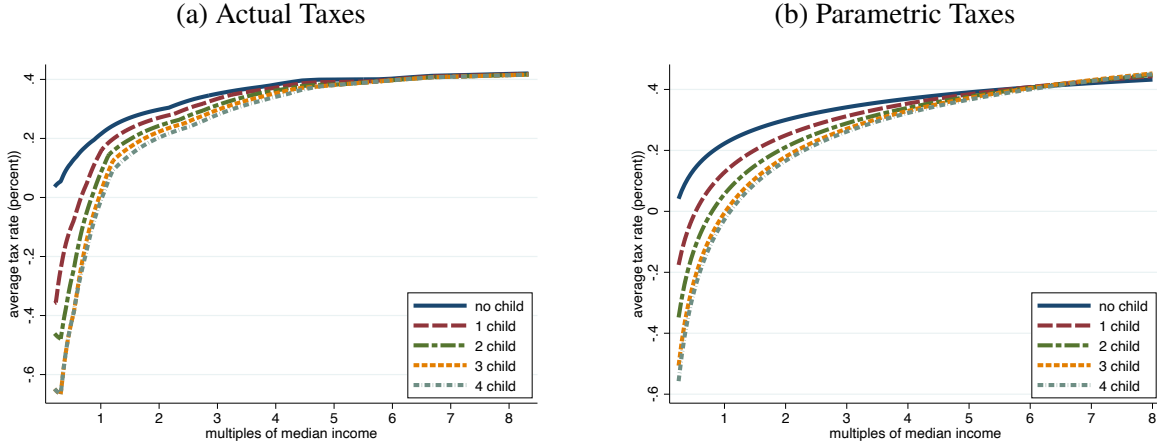 (a) Actual Taxes
average tax rate (percent))
.4
.2
0
-.2
-.4
-.6
1 2 3 4 5 6 7 8
multiples of median income
no child
1 child
2 child
3 child
4 child
(b) Parametric Taxes
average tax rate (percent))
.4
.2
0
-.2
-.4
-.6
1 2 3 4 5 6 7 8
multiples of median income
no child
1 child
2 child
3 child
4 child